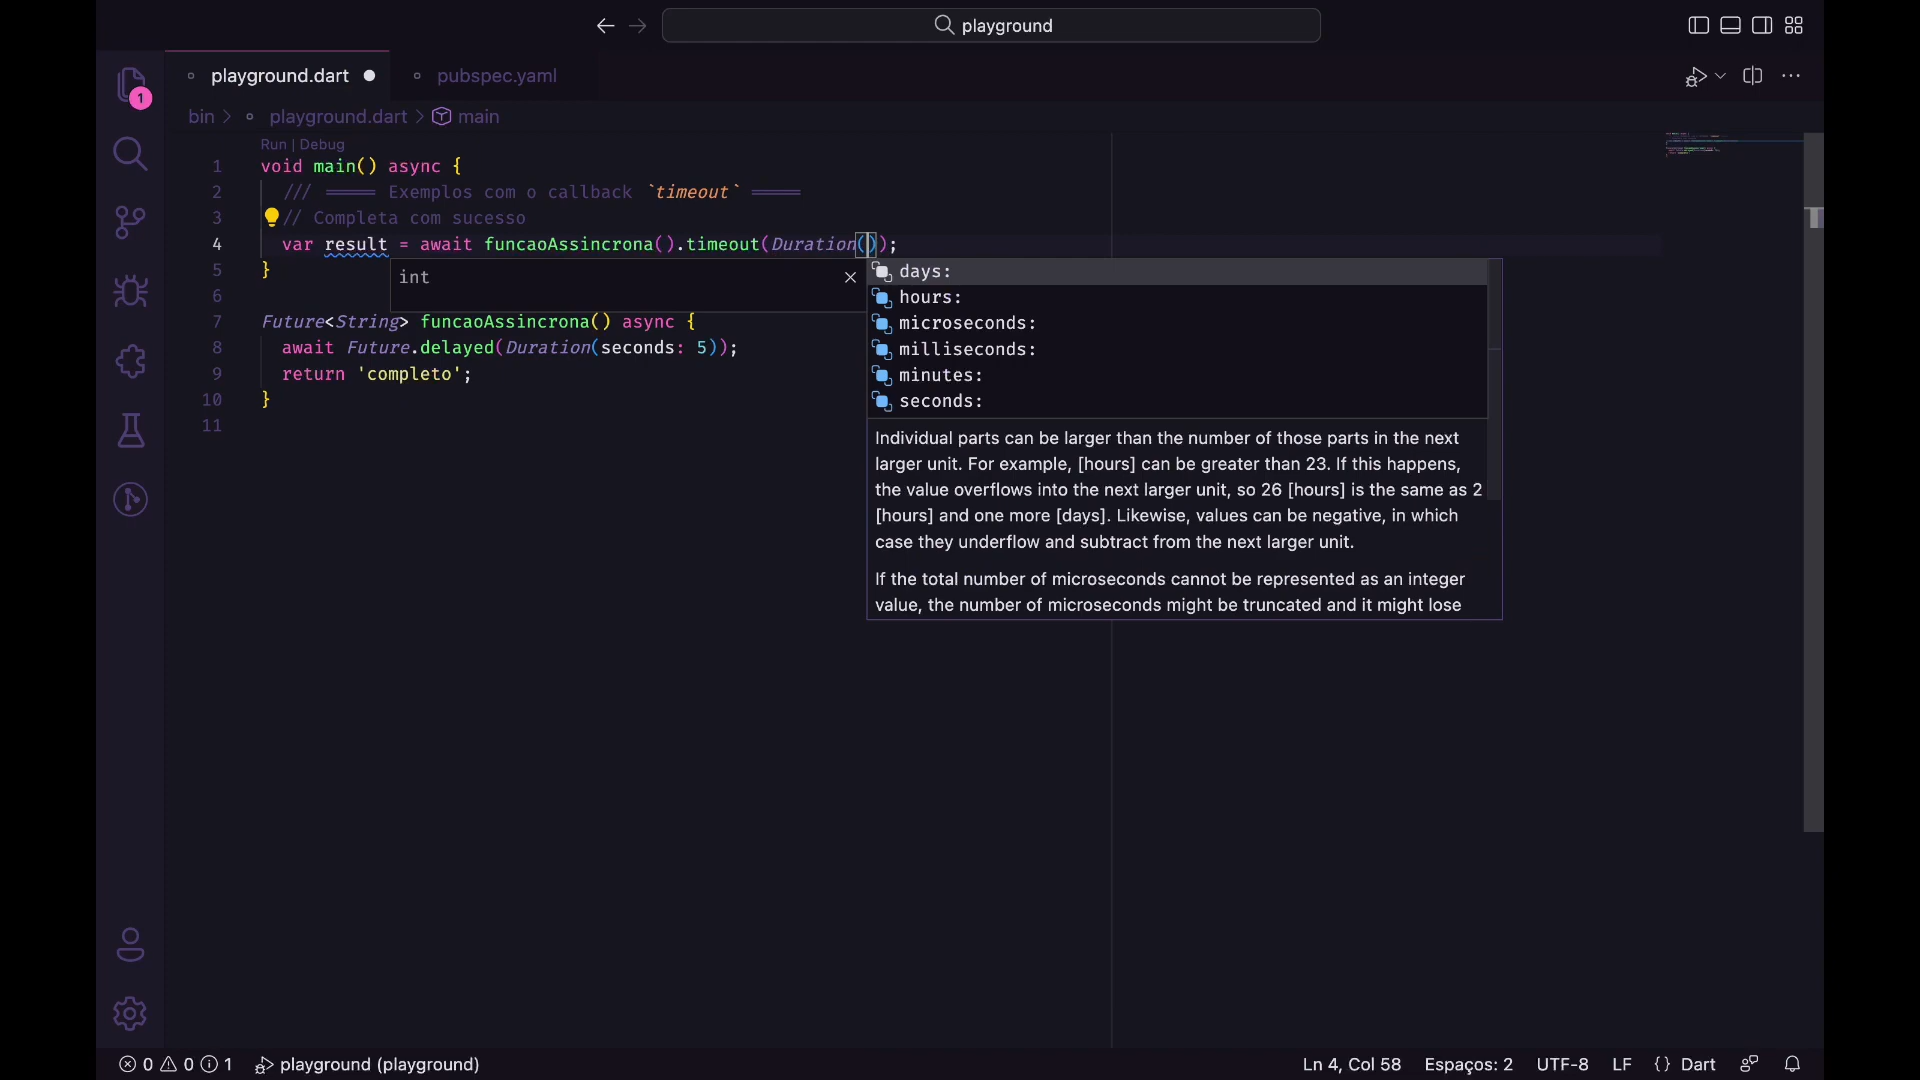 playground
playground.dart
pubspec.yaml
1
bin > playground.dart > main
Run | Debug
1 void main() async {
2 /// ===== Exemplos com o callback `timeout` =====
3 // Completa com sucesso
4 var result = await funcaoAssincrona().timeout(Duration());
5 }
6
7 Future<String> funcaoAssincrona() async {
8 await Future.delayed(Duration(seconds: 5));
9 return 'completo';
10 }
11
int
days:
hours:
microseconds:
milliseconds:
minutes:
seconds:
Individual parts can be larger than the number of those parts in the next
larger unit. For example, [hours] can be greater than 23. If this happens,
the value overflows into the next larger unit, so 26 [hours] is the same as 2
[hours] and one more [days]. Likewise, values can be negative, in which
case they underflow and subtract from the next larger unit.
If the total number of microseconds cannot be represented as an integer
value, the number of microseconds might be truncated and it might lose
0 0 1 playground (playground)
Ln 4, Col 58 Espaços: 2 UTF-8 LF {} Dart